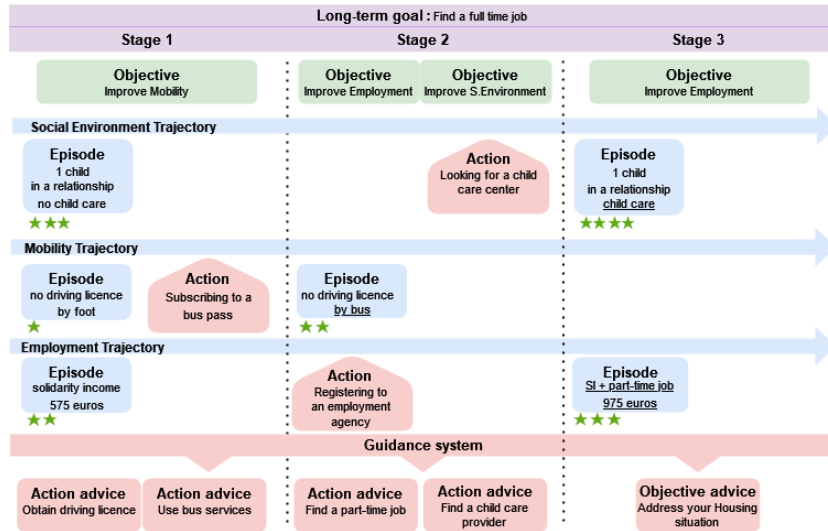 Long-term goal : Find a full time job
Stage 1
Stage 2
Stage 3
Objective
Improve Mobility
Objective
Improve Employment
Objective
Improve S.Environment
Objective
Improve Employment
Social Environment Trajectory
Episode
1 child
in a relationship
no child care
Action
Looking for a child
care center
Episode
1 child
in a relationship
child care
Mobility Trajectory
Episode
no driving licence
by foot
Action
Subscribing to a
bus pass
Episode
no driving licence
by bus
Employment Trajectory
Episode
solidarity income
575 euros
Action
Registering to
an employment
agency
Episode
SI + part-time job
975 euros
Guidance system
Action advice
Obtain driving licence
Action advice
Use bus services
Action advice
Find a part-time job
Action advice
Find a child care
provider
Objective advice
Address your Housing
situation